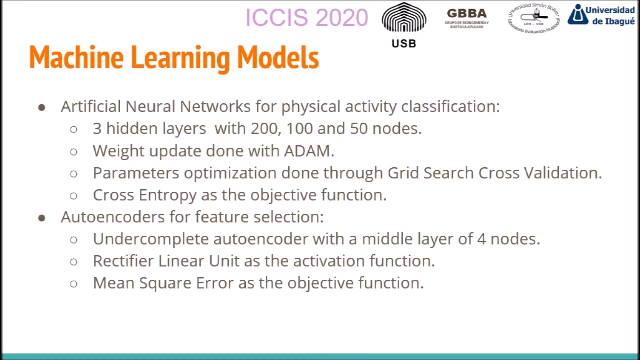 ICCIS 2020
USB
GBBA
Universidad
de Ibagué
Machine Learning Models
● Artificial Neural Networks for physical activity classification:
○ 3 hidden layers with 200, 100 and 50 nodes.
○ Weight update done with ADAM.
○ Parameters optimization done through Grid Search Cross Validation.
○ Cross Entropy as the objective function.
● Autoencoders for feature selection:
○ Undercomplete autoencoder with a middle layer of 4 nodes.
○ Rectifier Linear Unit as the activation function.
○ Mean Square Error as the objective function.